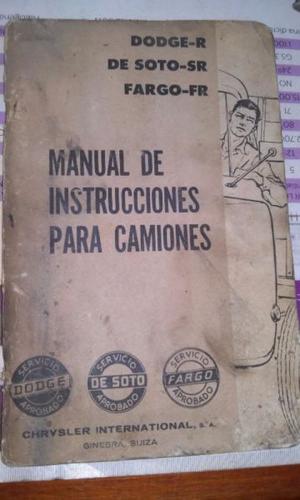 DODGE-R
DE SOTO-SR
FARGO-FR
MANUAL DE
INSTRUCCIONES
PARA CAMIONES
SERVICIO
DODGE
APROBADO
SERVICIO
DE SOTO
APROBADO
SERVICIO
FARGO
APROBADO
CHRYSLER INTERNATIONAL, S.A.
GINEBRA, SUIZA